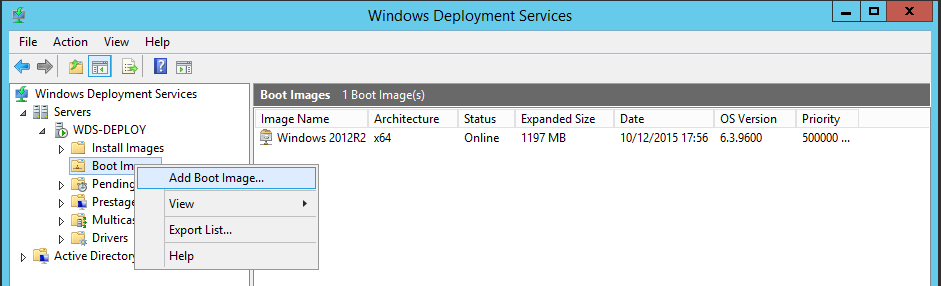 Windows Deployment Services
File Action View Help
Windows Deployment Services
Servers
WDS-DEPLOY
Install Images
Boot Im
Pending
Prestage
Multicas
Drivers
Active Directory
Add Boot Image...
View
Export List...
Help
Boot Images 1 Boot Image(s)
Image Name Architecture Status Expanded Size Date OS Version Priority
Windows 2012R2 x64 Online 1197 MB 10/12/2015 17:56 6.3.9600 500000 ...